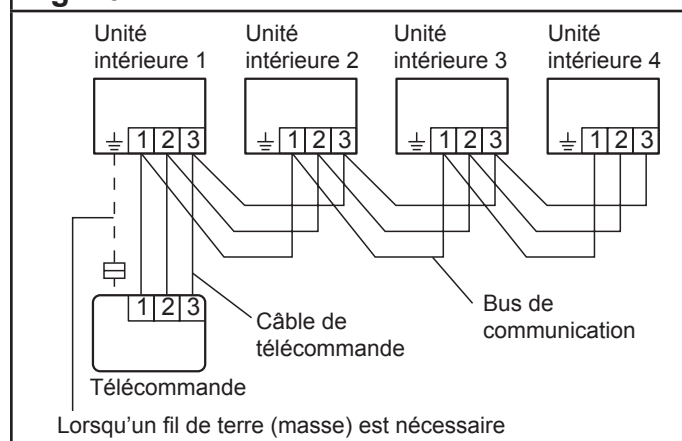 Unité
intérieure 1
Unité
intérieure 2
Unité
intérieure 3
Unité
intérieure 4
1 2 3
1 2 3
1 2 3
1 2 3
1 2 3
Câble de
télécommande
Bus de
communication
Télécommande
Lorsqu'un fil de terre (masse) est nécessaire